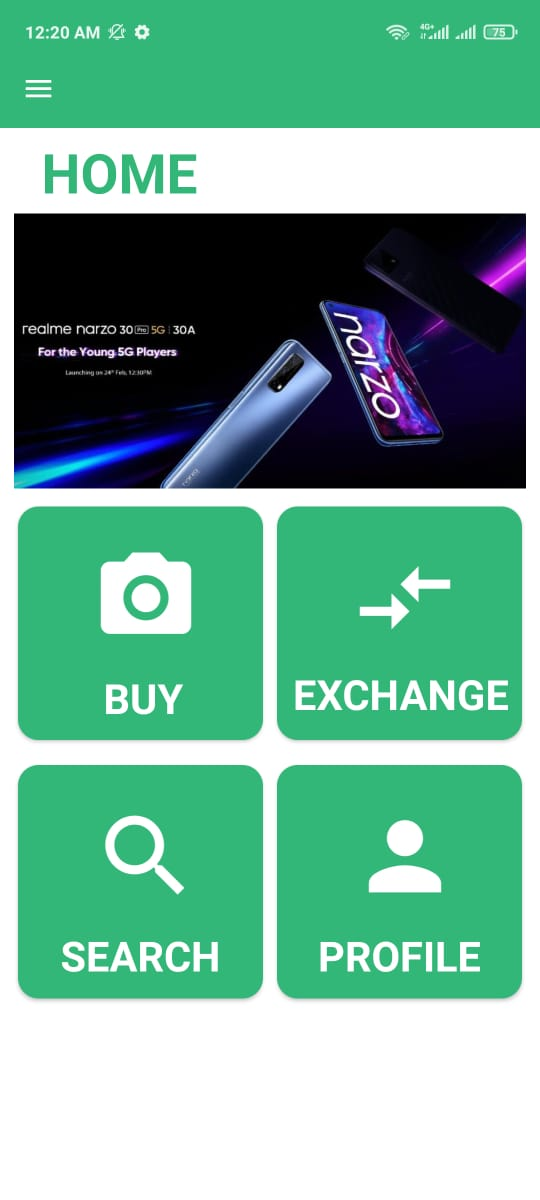 12:20 AM
4G+
75
HOME
realme narzo 30 Pro 5G | 30A
For the Young 5G Players
Launching on 24th Feb, 12:30PM
narzo
narzo
BUY
EXCHANGE
SEARCH
PROFILE